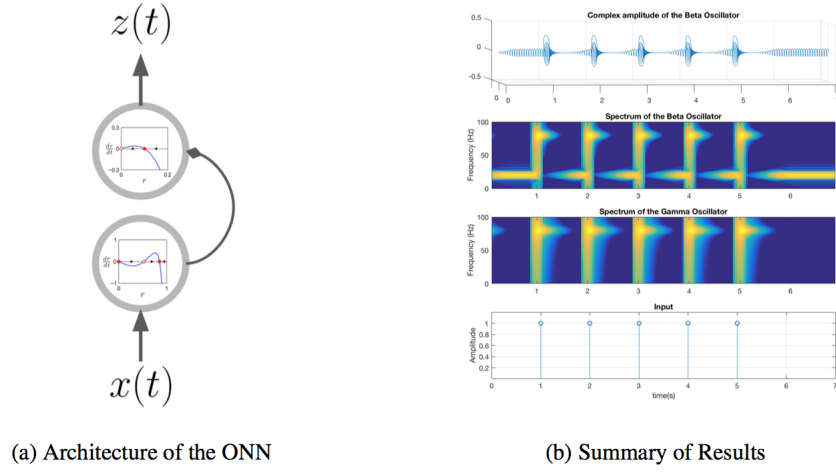 z(t)
0.3
dr
dt
0
-0.3
0
0.2
r
1
dr
dt
0
-1
0
1
r
x(t)
(a) Architecture of the ONN
Complex amplitude of the Beta Oscillator
0.5
0
-0.5
0 0 1 2 3 4 5 6
Spectrum of the Beta Oscillator
Frequency (Hz)
100
50
0
1 2 3 4 5 6
Spectrum of the Gamma Oscillator
Frequency (Hz)
100
50
0
1 2 3 4 5 6
Input
Amplitude
1
0.8
0.6
0.4
0.2
0 1 2 3 4 5 6 7
time(s)
(b) Summary of Results